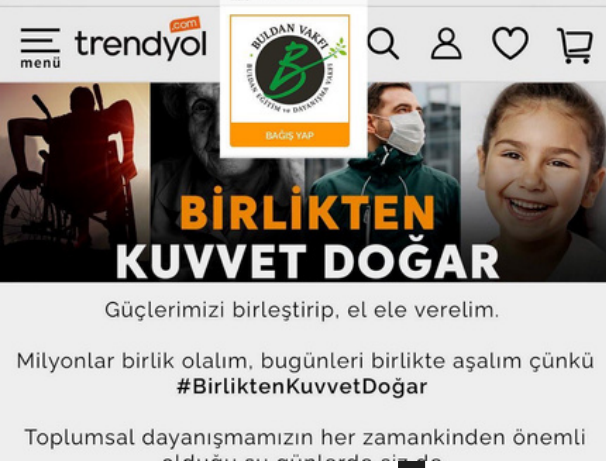 menü
trendyol
.com
BULDAN VAKFI
BULDAN EĞİTİM ve DAYANIŞMA VAKFI
B
BAĞIŞ YAP
BİRLİKTEN
KUVVET DOĞAR
Güçlerimizi birleştirip, el ele verelim.
Milyonlar birlik olalım, bugünleri birlikte aşalım çünkü
#BirliktenKuvvetDoğar
Toplumsal dayanışmamızın her zamankinden önemli